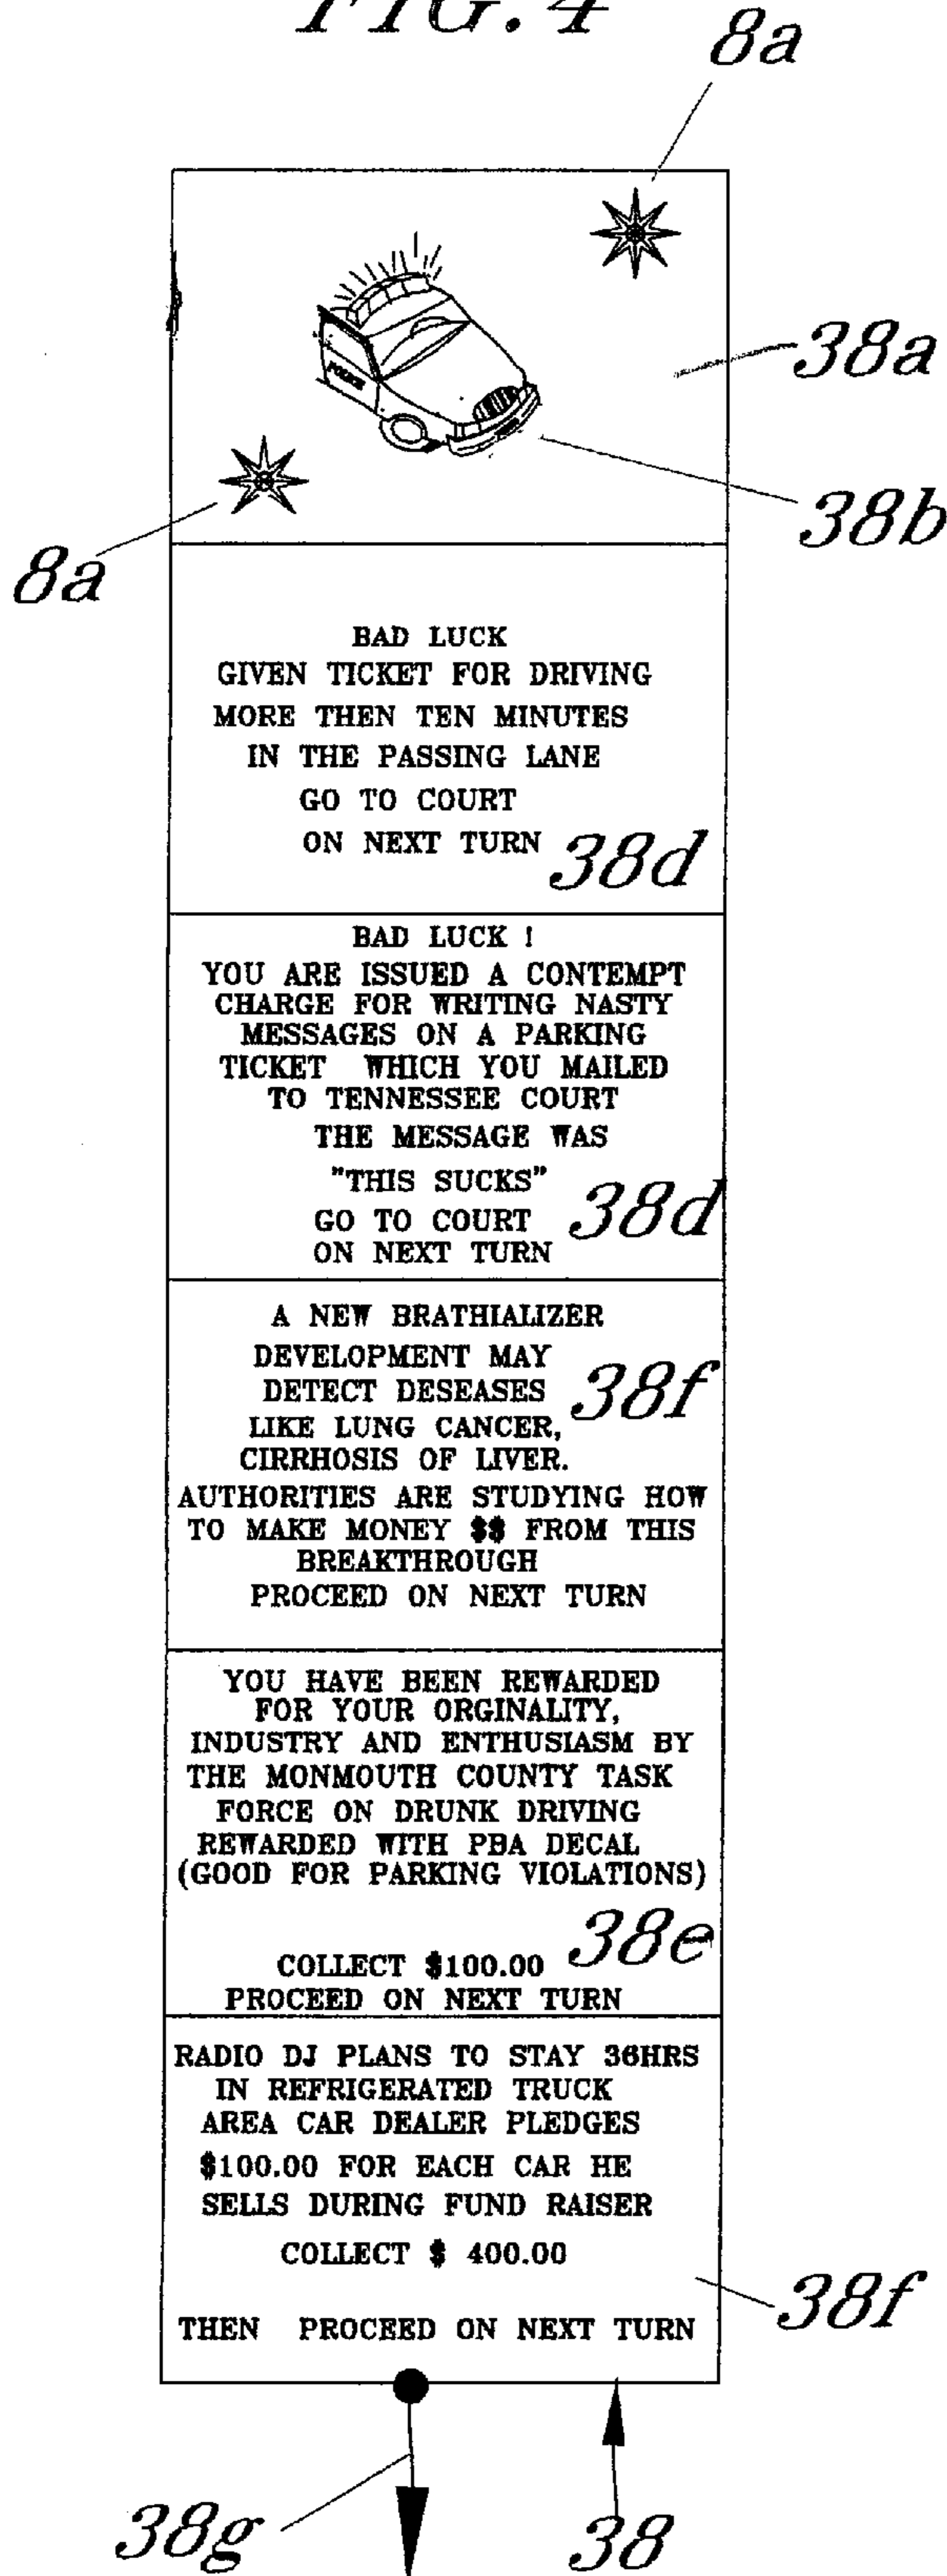 FIG. 4
8a
38a
POLICE
38b
8a
BAD LUCK
GIVEN TICKET FOR DRIVING
MORE THEN TEN MINUTES
IN THE PASSING LANE
GO TO COURT
ON NEXT TURN 38d
BAD LUCK !
YOU ARE ISSUED A CONTEMPT
CHARGE FOR WRITING NASTY
MESSAGES ON A PARKING
TICKET WHICH YOU MAILED
TO TENNESSEE COURT
THE MESSAGE WAS
"THIS SUCKS"
GO TO COURT 38d
ON NEXT TURN
A NEW BRATHIALIZER
DEVELOPMENT MAY
DETECT DESEASES 38f
LIKE LUNG CANCER,
CIRRHOSIS OF LIVER.
AUTHORITIES ARE STUDYING HOW
TO MAKE MONEY $$ FROM THIS
BREAKTHROUGH
PROCEED ON NEXT TURN
YOU HAVE BEEN REWARDED
FOR YOUR ORGINALITY,
INDUSTRY AND ENTHUSIASM BY
THE MONMOUTH COUNTY TASK
FORCE ON DRUNK DRIVING
REWARDED WITH PBA DECAL
(GOOD FOR PARKING VIOLATIONS)
COLLECT $100.00 38e
PROCEED ON NEXT TURN
RADIO DJ PLANS TO STAY 36HRS
IN REFRIGERATED TRUCK
AREA CAR DEALER PLEDGES
$100.00 FOR EACH CAR HE
SELLS DURING FUND RAISER
COLLECT $ 400.00
38f
THEN PROCEED ON NEXT TURN
38g 38